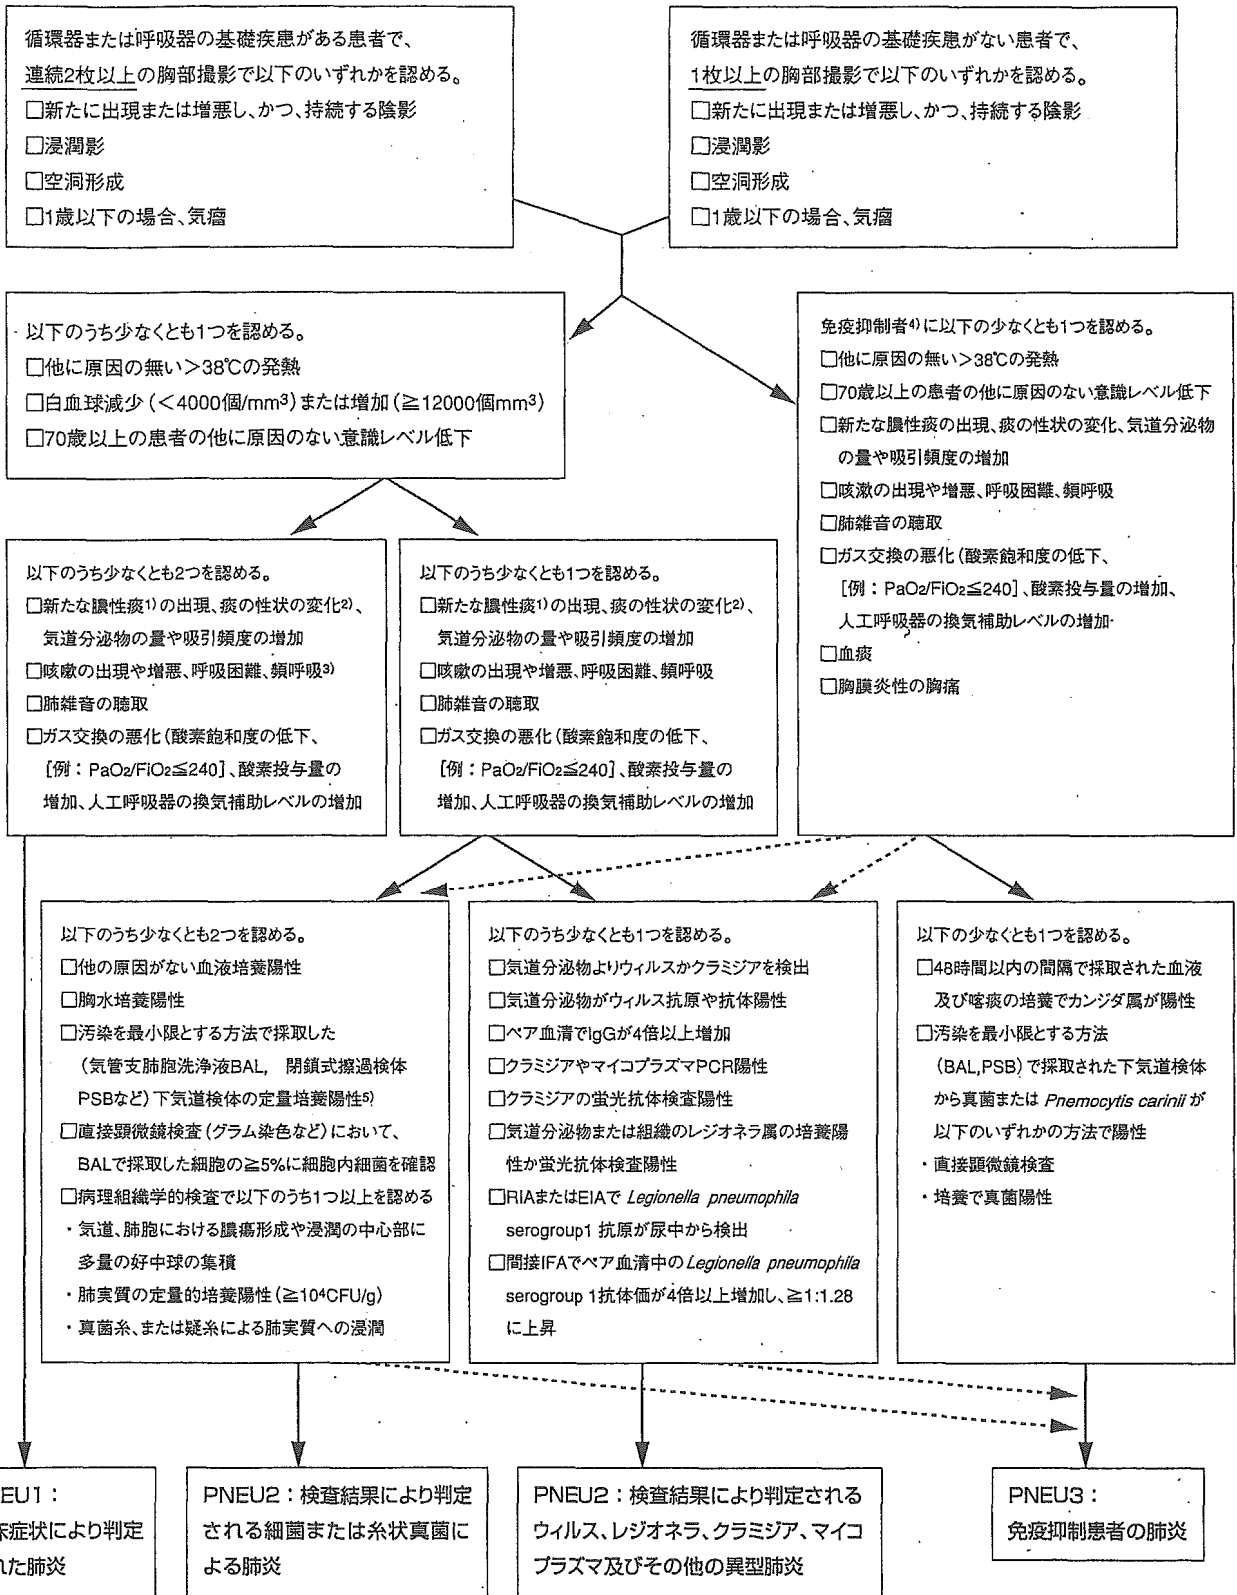 循環器または呼吸器の基礎疾患がある患者で、
連続2枚以上の胸部撮影で以下のいずれかを認める。
□新たに出現または増悪し、かつ、持続する陰影
□浸潤影
□空洞形成
□1歳以下の場合、気瘤
循環器または呼吸器の基礎疾患がない患者で、
1枚以上の胸部撮影で以下のいずれかを認める。
□新たに出現または増悪し、かつ、持続する陰影
□浸潤影
□空洞形成
□1歳以下の場合、気瘤
以下のうち少なくとも1つを認める。
□他に原因の無い>38℃の発熱
□白血球減少(<4000個/mm³)または増加(≧12000個mm³)
□70歳以上の患者の他に原因のない意識レベル低下
免疫抑制者4)に以下の少なくとも1つを認める。
□他に原因の無い>38℃の発熱
□70歳以上の患者の他に原因のない意識レベル低下
□新たな膿性痰の出現、痰の性状の変化、気道分泌物
の量や吸引頻度の増加
□咳漱の出現や増悪、呼吸困難、頻呼吸
□肺雑音の聴取
□ガス交換の悪化(酸素飽和度の低下、
[例：PaO2/FiO2≦240]、酸素投与量の増加、
人工呼吸器の換気補助レベルの増加
□血痰
□胸膜炎性の胸痛
以下のうち少なくとも2つを認める。
□新たな膿性痰1)の出現、痰の性状の変化2)、
気道分泌物の量や吸引頻度の増加
□咳嗽の出現や増悪、呼吸困難、頻呼吸3)
□肺雑音の聴取
□ガス交換の悪化(酸素飽和度の低下、
[例：PaO2/FiO2≦240]、酸素投与量の
増加、人工呼吸器の換気補助レベルの増加
以下のうち少なくとも1つを認める。
□新たな膿性痰1)の出現、痰の性状の変化2)、
気道分泌物の量や吸引頻度の増加
□咳嗽の出現や増悪、呼吸困難、頻呼吸
□肺雑音の聴取
□ガス交換の悪化(酸素飽和度の低下、
[例：PaO2/FiO2≦240]、酸素投与量の
増加、人工呼吸器の換気補助レベルの増加
以下のうち少なくとも2つを認める。
□他の原因がない血液培養陽性
□胸水培養陽性
□汚染を最小限とする方法で採取した
(気管支肺胞洗浄液BAL, 閉鎖式擦過検体
PSBなど)下気道検体の定量培養陽性5)
□直接顕微鏡検査(グラム染色など)において、
BALで採取した細胞の≧5%に細胞内細菌を確認
□病理組織学的検査で以下のうち1つ以上を認める
・気道、肺胞における膿瘍形成や浸潤の中心部に
多量の好中球の集積
・肺実質の定量的培養陽性(≧10⁴CFU/g)
・真菌糸、または疑糸による肺実質への浸潤
以下のうち少なくとも1つを認める。
□気道分泌物よりウィルスかクラミジアを検出
□気道分泌物がウィルス抗原や抗体陽性
□ペア血清でIgGが4倍以上増加
□クラミジアやマイコプラズマPCR陽性
□クラミジアの蛍光抗体検査陽性
□気道分泌物または組織のレジオネラ属の培養陽
性か蛍光抗体検査陽性
□RIAまたはEIAで Legionella pneumophila
serogroup1 抗原が尿中から検出
□間接IFAでペア血清中のLegionella pneumophila
serogroup 1抗体価が4倍以上増加し、≧1:1.28
に上昇
以下の少なくとも1つを認める。
□48時間以内の間隔で採取された血液
及び喀痰の培養でカンジダ属が陽性
□汚染を最小限とする方法
(BAL,PSB)で採取された下気道検体
から真菌または Pnemocytis carinii が
以下のいずれかの方法で陽性
・直接顕微鏡検査
・培養で真菌陽性
EU1：
症状により判定
れた肺炎
PNEU2：検査結果により判定
される細菌または糸状真菌に
よる肺炎
PNEU2：検査結果により判定される
ウィルス、レジオネラ、クラミジア、マイコ
プラズマ及びその他の異型肺炎
PNEU3：
免疫抑制患者の肺炎